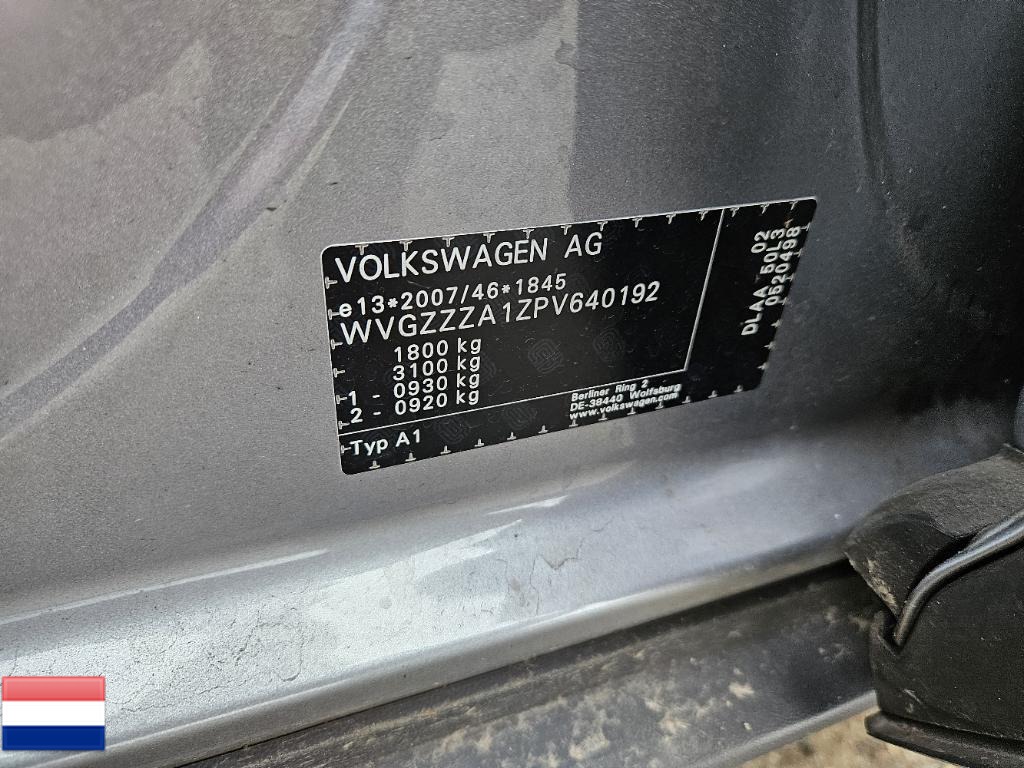 VOLKSWAGEN AG
e13*2007/46*1845
WVGZZZA1ZPV640192
1800 kg
3100 kg
1 - 0930 kg
2 - 0920 kg
Typ A1
Berliner Ring 2
DE-38440 Wolfsburg
www.volkswagen.com
DLAA 50 02
0520498 50L3